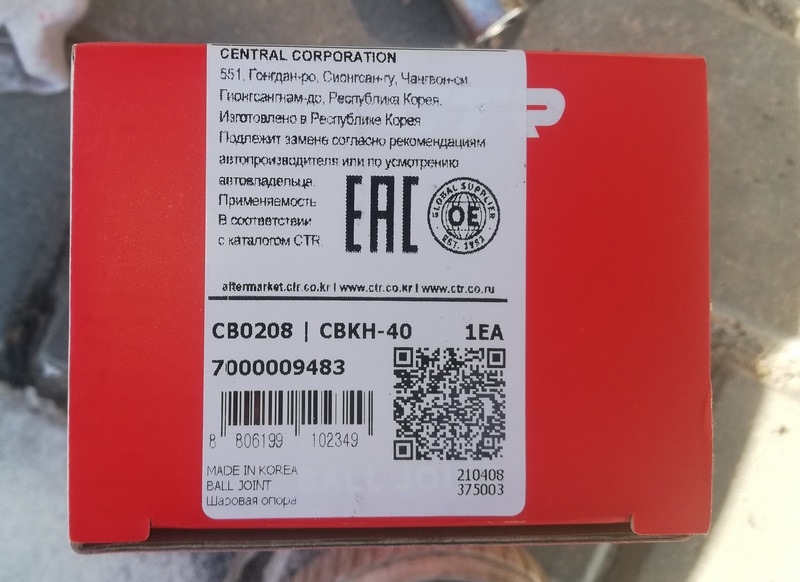 CENTRAL CORPORATION
551, Гонгдан-ро, Сионгсан-гу, Чангвон-си
Гионгсангнам-до, Республика Корея.
Изготовлено в Республике Корея
Подлежит замене согласно рекомендациям
автопроизводителя или по усмотрению
автовладельца.
Применяемость
В соответствии
с каталогом CTR.
EAC
GLOBAL SUPPLIER
OE
EST. 1952
aftermarket.ctr.co.kr I www.ctr.co.kr I www.ctr.co.ru
CB0208 | CBKH-40 1EA
7000009483
8 806199 102349
MADE IN KOREA
BALL JOINT
Шаровая опора
210408
375003